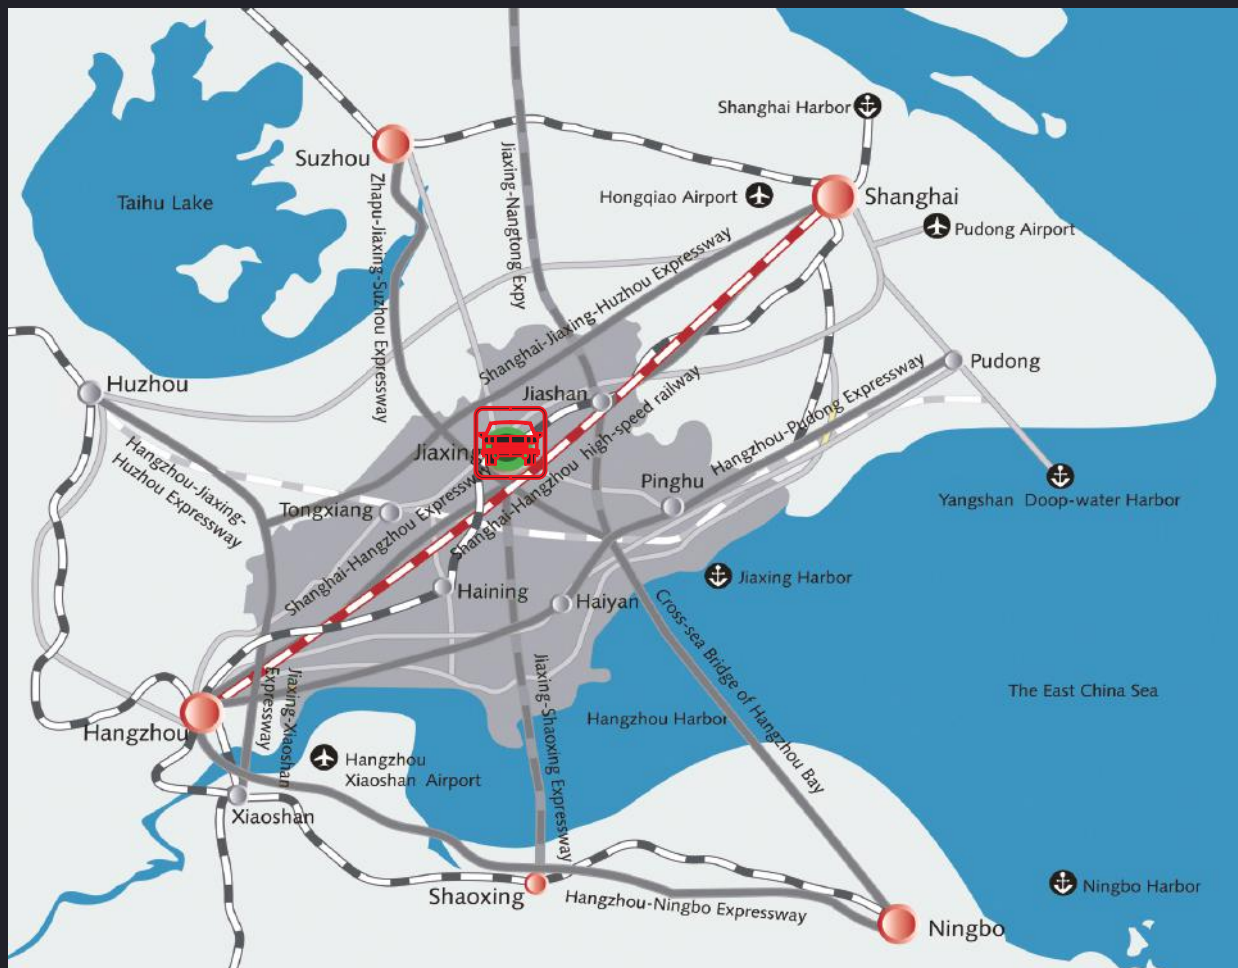 Shanghai Harbor
Suzhou
Taihu Lake
Hongqiao Airport
Shanghai
Pudong Airport
Zhapu-Jiaxing-Suzhou Expressway
Jiaxing-Nangtong Expy
Shanghai-Jiaxing-Huzhou Expressway
Huzhou
Jiashan
Pudong
Jiaxing
Shanghai-Hangzhou high-speed railway
Hangzhou-Pudong Expressway
Hangzhou-Jiaxing-
Huzhou Expressway
Tongxiang
Pinghu
Yangshan Doop-water Harbor
Shanghai-Hangzhou Expressway
Jiaxing Harbor
Haining
Haiyan
Cross-sea Bridge of Hangzhou Bay
Jiaxing-Xiaoshan
Expressway
Jiaxing-Shaoxing Expressway
The East China Sea
Hangzhou Harbor
Hangzhou
Hangzhou
Xiaoshan Airport
Xiaoshan
Shaoxing
Hangzhou-Ningbo Expressway
Ningbo Harbor
Ningbo